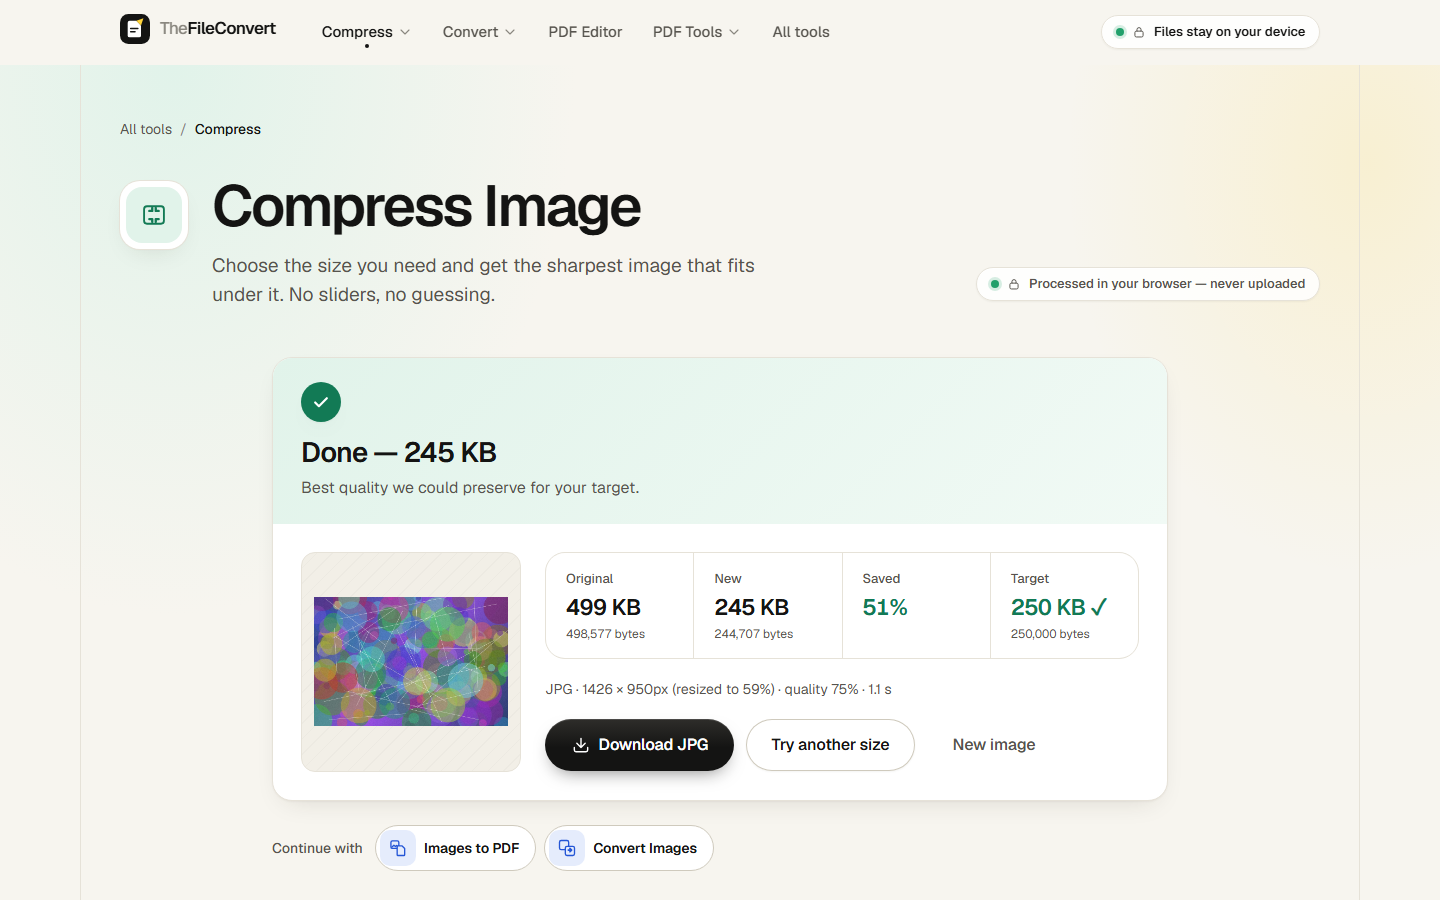 TheFileConvert
Compress
Convert
PDF Editor
PDF Tools
All tools
Files stay on your device
All tools / Compress
Compress Image
Choose the size you need and get the sharpest image that fits
under it. No sliders, no guessing.
Processed in your browser — never uploaded
Done — 245 KB
Best quality we could preserve for your target.
Original
499 KB
498,577 bytes
New
245 KB
244,707 bytes
Saved
51%
Target
250 KB ✓
250,000 bytes
JPG · 1426 × 950px (resized to 59%) · quality 75% · 1.1 s
Download JPG
Try another size
New image
Continue with
Images to PDF
Convert Images